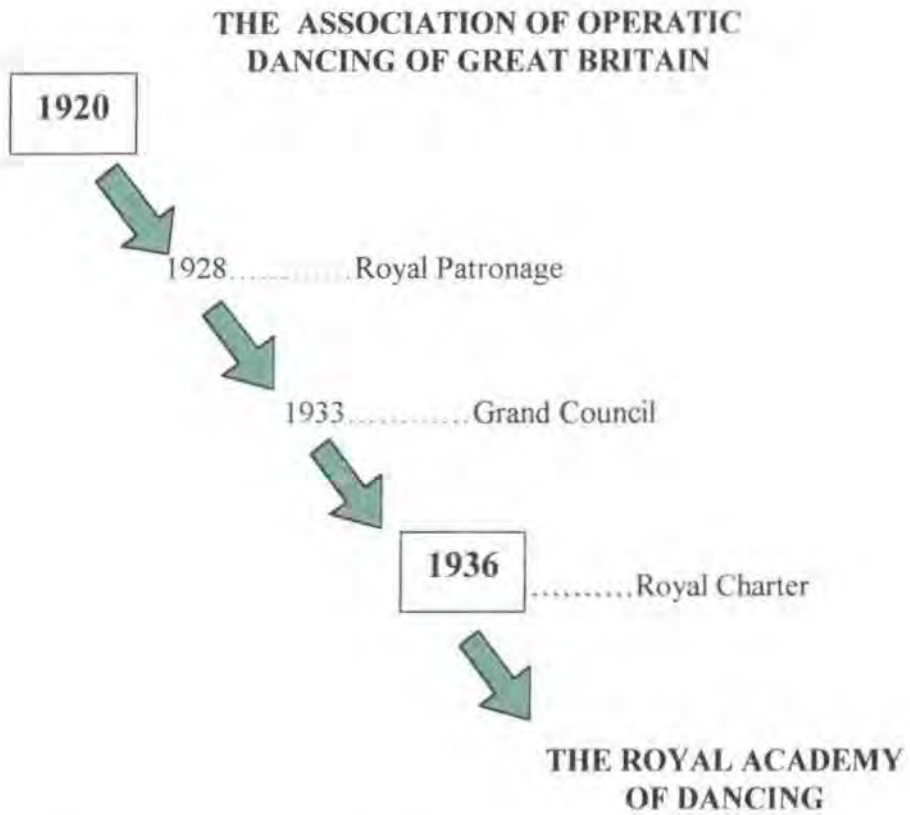 THE ASSOCIATION OF OPERATIC
DANCING OF GREAT BRITAIN
1920
1928.............Royal Patronage
1933............Grand Council
1936
..........Royal Charter
THE ROYAL ACADEMY
OF DANCING